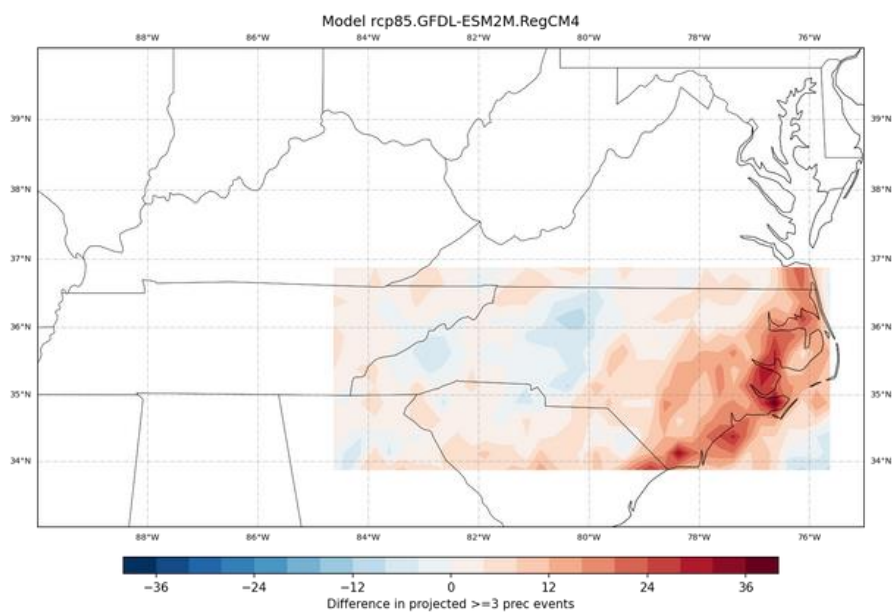 Model rcp85.GFDL-ESM2M.RegCM4
88°W 86°W 84°W 82°W 80°W 78°W 76°W
39°N 39°N
38°N 38°N
37°N 37°N
36°N 36°N
35°N 35°N
34°N 34°N
88°W 86°W 84°W 82°W 80°W 78°W 76°W
−36 −24 −12 0 12 24 36
Difference in projected >=3 prec events